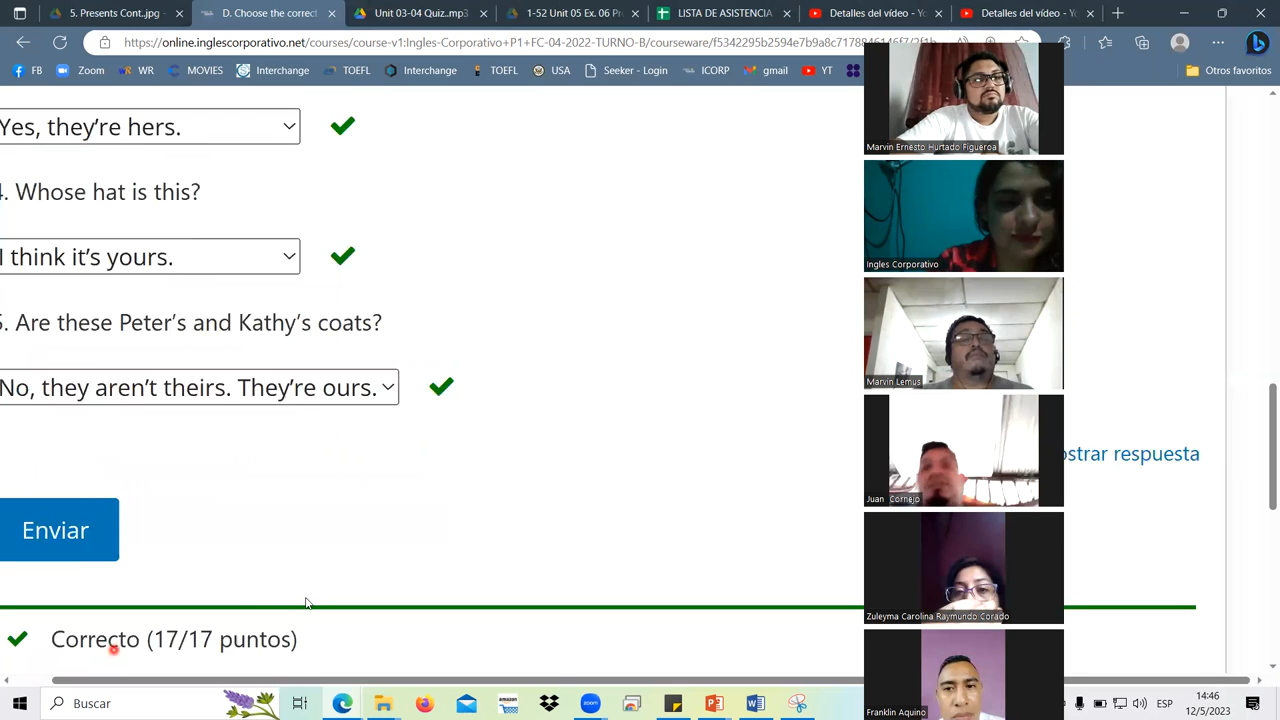 5. Presents Cont.jpg -
D. Choose the correct
Unit 03-04 Quiz.mp3
1-52 Unit 05 Ex. 06 Pr
LISTA DE ASISTENCIA
Detalles del vídeo -
Detalles del vídeo - Yo
https://online.inglescorporativo.net/courses/course-v1:Ingles-Corporativo+P1+FC-04-2022-TURNO-B/courseware/f5342295b2594e7b9a8c7178846146f7/2f1b
FB
Zoom
WR
MOVIES
Interchange
TOEFL
Interchange
TOEFL
USA
Seeker - Login
ICORP
gmail
YT
Otros favoritos
Yes, they're hers.
4. Whose hat is this?
I think it's yours.
5. Are these Peter's and Kathy's coats?
No, they aren't theirs. They're ours.
ostrar respuesta
Enviar
Correcto (17/17 puntos)
Marvin Ernesto Hurtado Figueroa
Ingles Corporativo
Marvin Lemus
Juan Cornejo
Zuleyma Carolina Raymundo Corado
Franklin Aquino
Buscar
amazon
zoom
ESP
14:46
1/5/2023